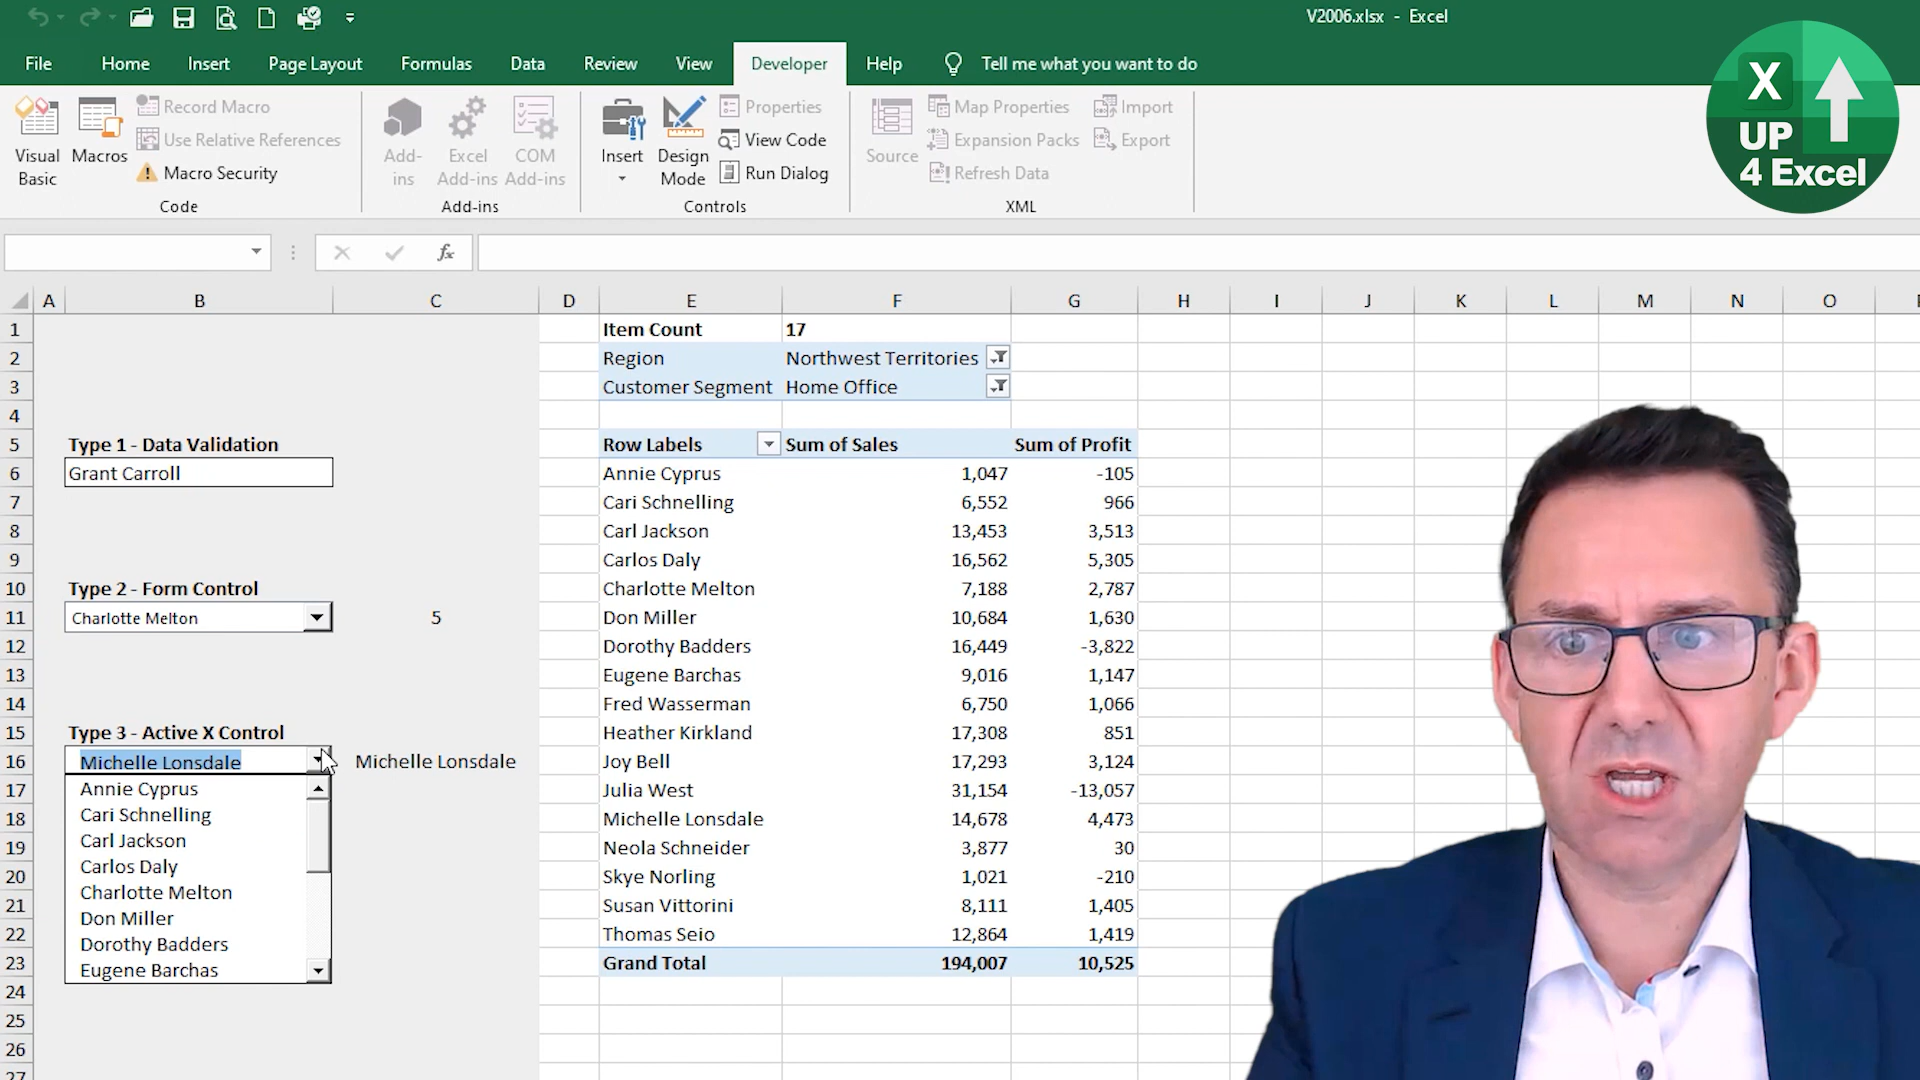 V2006.xlsx - Excel
File Home Insert Page Layout Formulas Data Review View Developer Help Tell me what you want to do
X
UP
4 Excel
Visual Basic
Macros
Record Macro
Use Relative References
Macro Security
Code
Add-ins
Excel Add-ins
COM Add-ins
Add-ins
Insert
Design Mode
Properties
View Code
Run Dialog
Controls
Source
Map Properties
Expansion Packs
Refresh Data
Import
Export
XML
fx
A B C D E F G H I J K L M N O
1 Item Count 17
2 Region Northwest Territories
3 Customer Segment Home Office
4
5 Type 1 - Data Validation Row Labels Sum of Sales Sum of Profit
6 Grant Carroll Annie Cyprus 1,047 -105
7 Cari Schnelling 6,552 966
8 Carl Jackson 13,453 3,513
9 Carlos Daly 16,562 5,305
10 Type 2 - Form Control Charlotte Melton 7,188 2,787
11 Charlotte Melton 5 Don Miller 10,684 1,630
12 Dorothy Badders 16,449 -3,822
13 Eugene Barchas 9,016 1,147
14 Fred Wasserman 6,750 1,066
15 Type 3 - Active X Control Heather Kirkland 17,308 851
16 Michelle Lonsdale Michelle Lonsdale Joy Bell 17,293 3,124
17 Annie Cyprus Julia West 31,154 -13,057
18 Cari Schnelling Michelle Lonsdale 14,678 4,473
19 Carl Jackson Neola Schneider 3,877 30
20 Carlos Daly Skye Norling 1,021 -210
21 Charlotte Melton Susan Vittorini 8,111 1,405
22 Don Miller Thomas Seio 12,864 1,419
23 Dorothy Badders Grand Total 194,007 10,525
Eugene Barchas
24
25
26
27